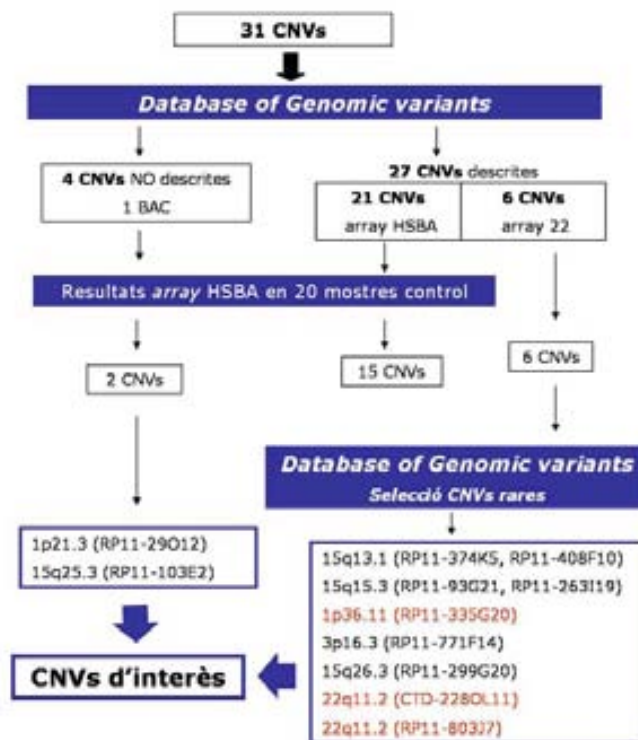 31 CNVs
Database of Genomic variants
4 CNVs NO descrites
1 BAC
27 CNVs descrites
21 CNVs
array HSBA
6 CNVs
array 22
Resultats array HSBA en 20 mostres control
2 CNVs
15 CNVs
6 CNVs
Database of Genomic variants
Selecció CNVs rares
1p21.3 (RP11-29O12)
15q25.3 (RP11-103E2)
15q13.1 (RP11-374K5, RP11-408F10)
15q15.3 (RP11-93G21, RP11-263I19)
1p36.11 (RP11-335G20)
3p16.3 (RP11-771F14)
15q26.3 (RP11-299G20)
22q11.2 (CTD-228OL11)
22q11.2 (RP11-803J7)
CNVs d'interès